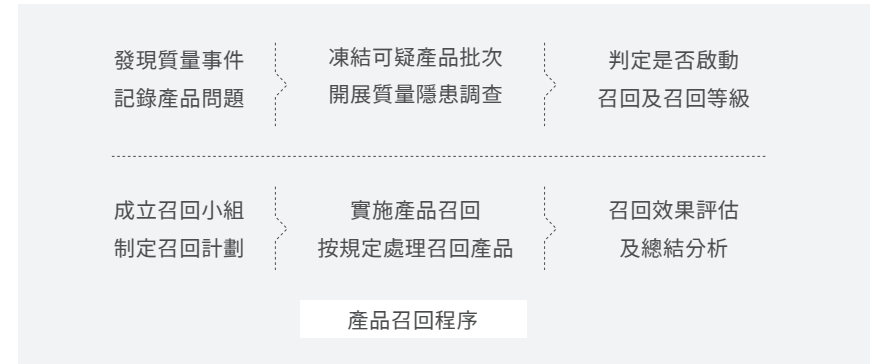 發現質量事件
記錄產品問題
凍結可疑產品批次
開展質量隱患調查
判定是否啟動
召回及召回等級
成立召回小組
制定召回計劃
實施產品召回
按規定處理召回產品
召回效果評估
及總結分析
產品召回程序